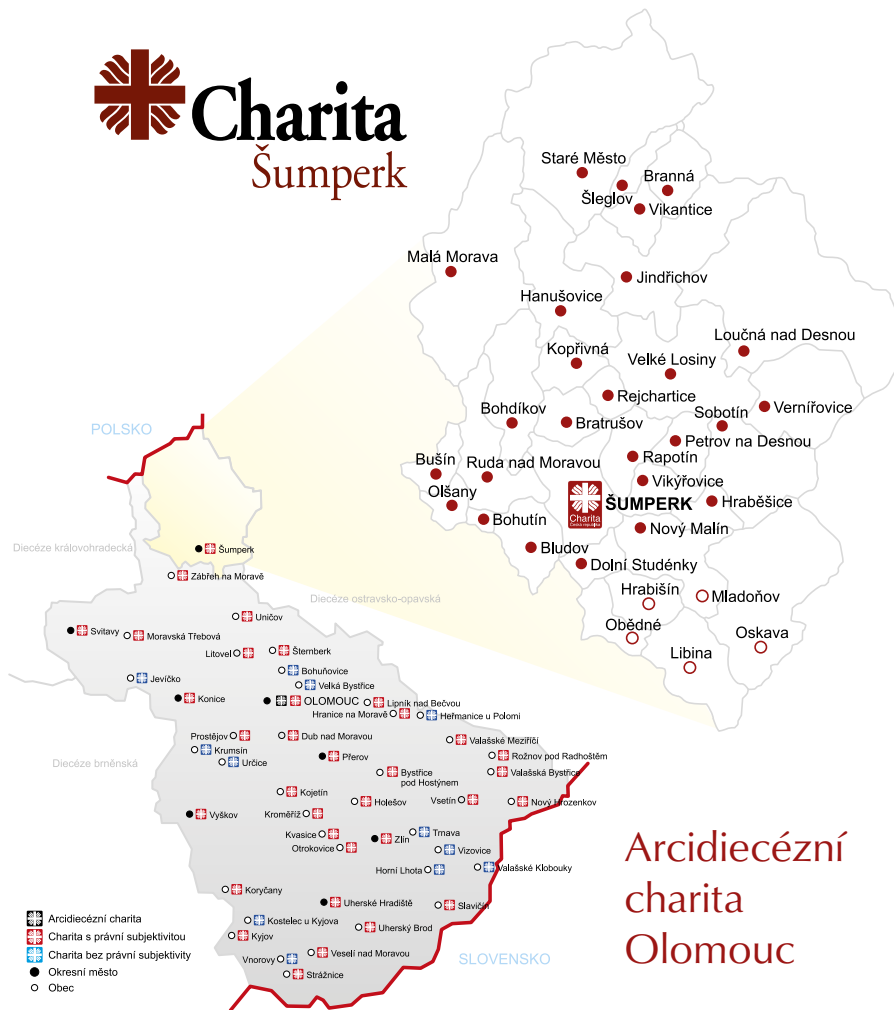 Charita
Šumperk
Staré Město
Branná
Šleglov
Vikantice
Malá Morava
Jindřichov
Hanušovice
Loučná nad Desnou
Kopřivná
Velké Losiny
Rejchartice
Bohdíkov
Sobotín
Vernířovice
Bratrušov
Petrov na Desnou
Bušín
Ruda nad Moravou
Rapotín
Olšany
Vikýřovice
Charita
Česká republika
ŠUMPERK
Hraběšice
Bohutín
Nový Malín
Bludov
Dolní Studénky
Hrabišín
Mladoňov
Obědné
Oskava
Libina
POLSKO
Diecéze královohradecká
Šumperk
Zábřeh na Moravě
Diecéze ostravsko-opavská
Uničov
Svitavy
Moravská Třebová
Litovel
Šternberk
Bohuňovice
Jevíčko
Velká Bystřice
Konice
OLOMOUC
Lipník nad Bečvou
Hranice na Moravě
Heřmanice u Polomi
Prostějov
Dub nad Moravou
Valašské Meziříčí
Krumsín
Diecéze brněnská
Určice
Přerov
Rožnov pod Radhoštěm
Bystřice
pod Hostýnem
Valašská Bystřice
Kojetín
Holešov
Vsetín
Nový Hrozenkov
Vyškov
Kroměříž
Kvasice
Zlín
Trnava
Otrokovice
Vizovice
Horní Lhota
Valašské Klobouky
Koryčany
Uherské Hradiště
Slavičín
Kostelec u Kyjova
Uherský Brod
Kyjov
Veselí nad Moravou
Vnorovy
Strážnice
SLOVENSKO
Arcidiecézní charita
Charita s právní subjektivitou
Charita bez právní subjektivity
Okresní město
Obec
Arcidiecézní
charita
Olomouc